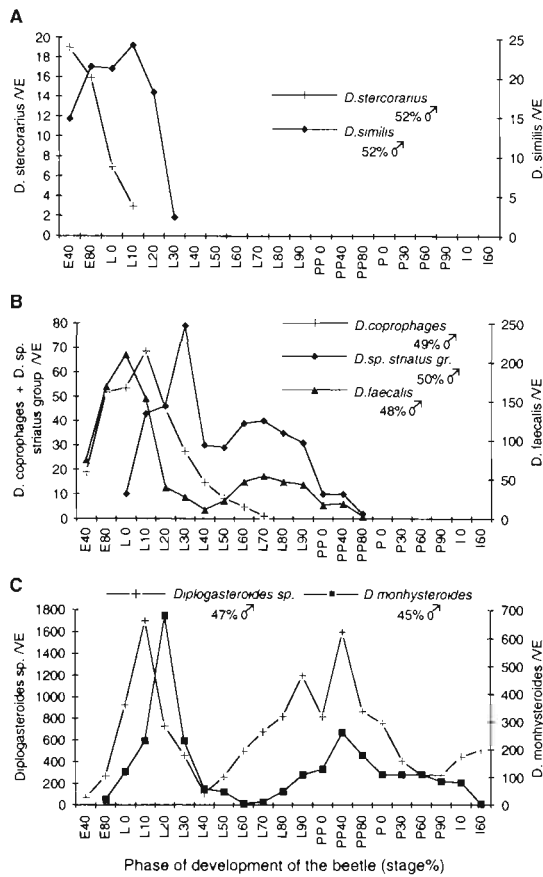 A
20
18
16
14
12
10
8
6
4
2
0
D. stercorarius /VE
25
20
15
10
5
0
D. similis /VE
D.stercorarius
52% ♂
D.similis
52% ♂
E40 E80 L 0 L10 L20 L30 L40 L50 L60 L70 L80 L90 PP 0 PP40 PP80 P 0 P40 P60 P90 I 0 I60
B
80
70
60
50
40
30
20
10
0
D. coprophages + D. sp.
striatus group /VE
250
200
150
100
50
0
D. faecalis /VE
D.coprophages
49% ♂
D.sp. striatus gr.
50% ♂
D.faecalis
48% ♂
E40 E80 L 0 L10 L20 L30 L40 L50 L60 L70 L80 L90 PP 0 PP40 PP80 P 0 P30 P60 P90 I 0 I60
C
1800
1600
1400
1200
1000
800
600
400
200
0
Diplogasteroides sp. /VE
700
600
500
400
300
200
100
0
D. monhysteroides /VE
Diplogasteroides sp.
47% ♂
D monhysteroides
45% ♂
E40 E80 L 0 L10 L20 L30 L40 L50 L60 L70 L80 L90 PP 0 PP40 PP80 P 0 P30 P60 P90 I 0 I60
Phase of development of the beetle (stage%)